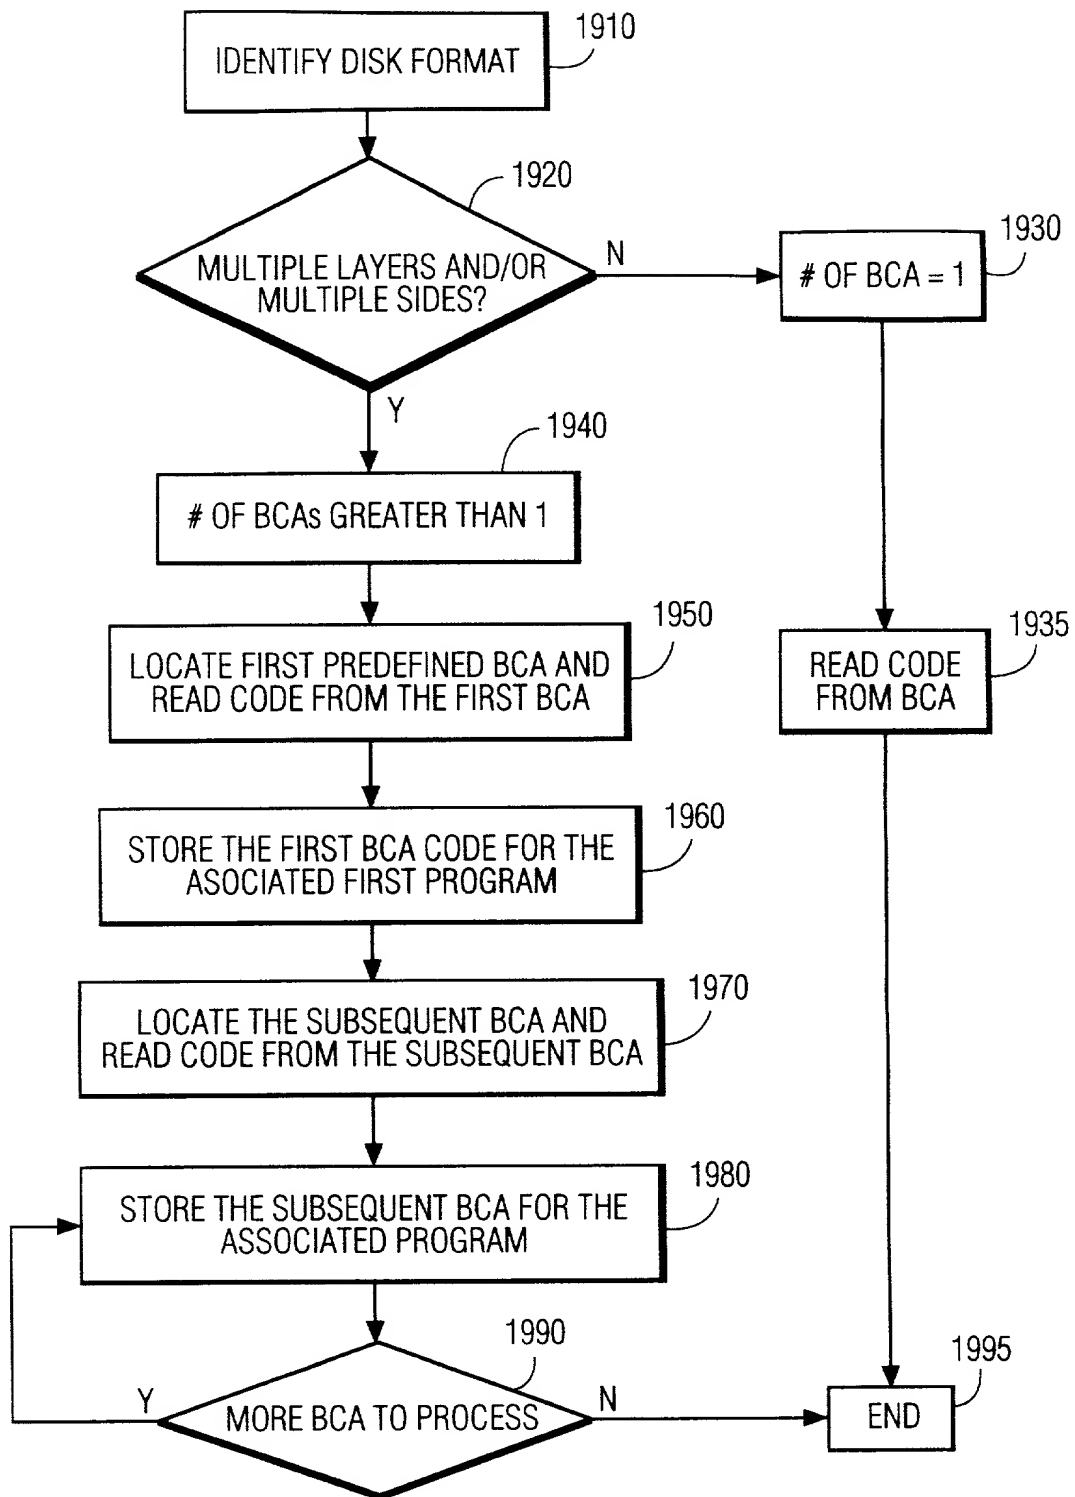 IDENTIFY DISK FORMAT
1910
1920
MULTIPLE LAYERS AND/OR
MULTIPLE SIDES?
N
1930
# OF BCA = 1
Y
1940
# OF BCAs GREATER THAN 1
1950
LOCATE FIRST PREDEFINED BCA AND
READ CODE FROM THE FIRST BCA
1935
READ CODE
FROM BCA
1960
STORE THE FIRST BCA CODE FOR THE
ASOCIATED FIRST PROGRAM
1970
LOCATE THE SUBSEQUENT BCA AND
READ CODE FROM THE SUBSEQUENT BCA
1980
STORE THE SUBSEQUENT BCA FOR THE
ASSOCIATED PROGRAM
1990
Y
MORE BCA TO PROCESS
N
1995
END